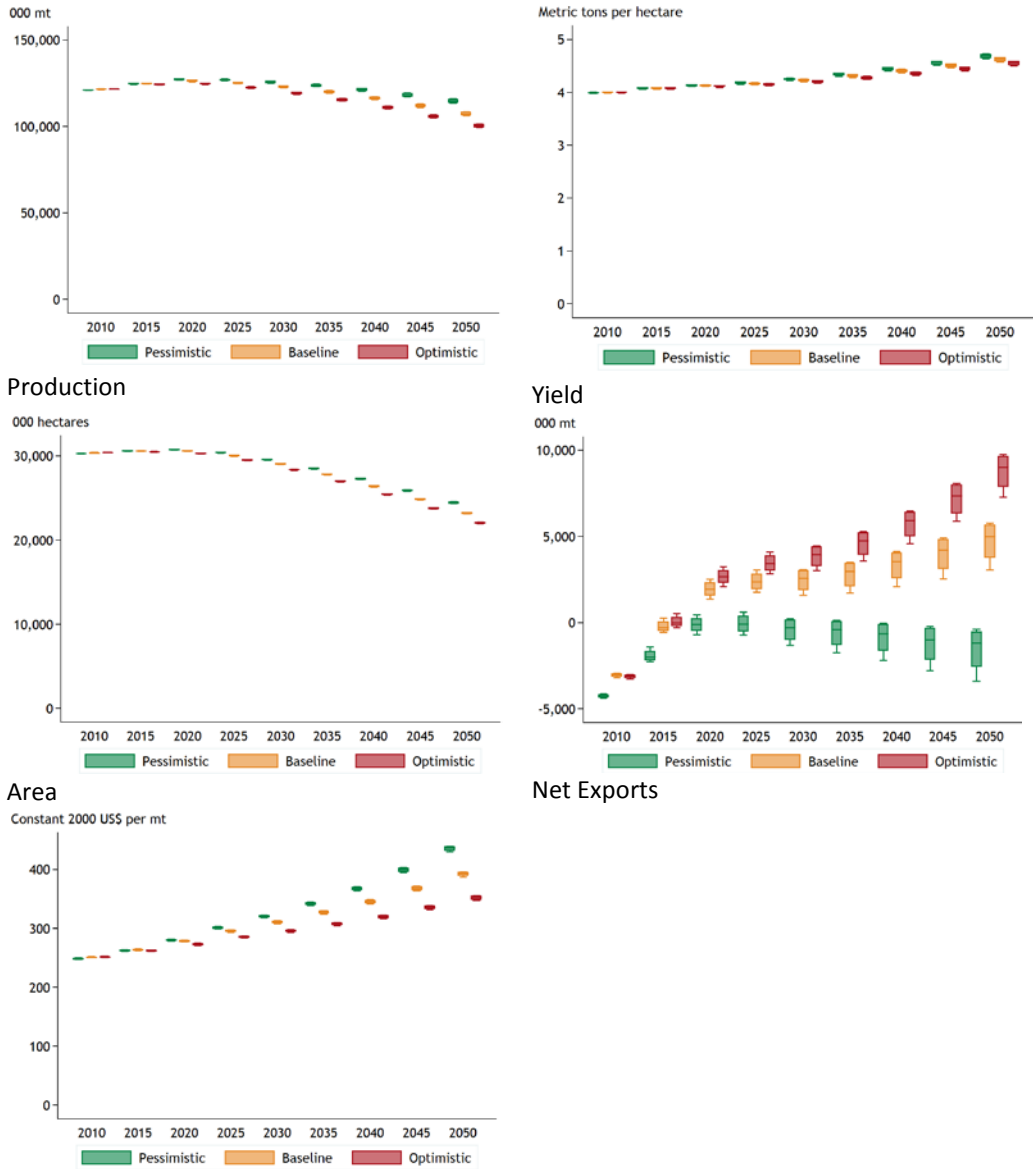 000 mt
150,000
100,000
50,000
0
2010 2015 2020 2025 2030 2035 2040 2045 2050
Pessimistic Baseline Optimistic
Production
Metric tons per hectare
5
4
3
2
1
0
2010 2015 2020 2025 2030 2035 2040 2045 2050
Pessimistic Baseline Optimistic
Yield
000 hectares
30,000
20,000
10,000
0
2010 2015 2020 2025 2030 2035 2040 2045 2050
Pessimistic Baseline Optimistic
Area
000 mt
10,000
5,000
0
-5,000
2010 2015 2020 2025 2030 2035 2040 2045 2050
Pessimistic Baseline Optimistic
Net Exports
Constant 2000 US$ per mt
400
300
200
100
0
2010 2015 2020 2025 2030 2035 2040 2045 2050
Pessimistic Baseline Optimistic